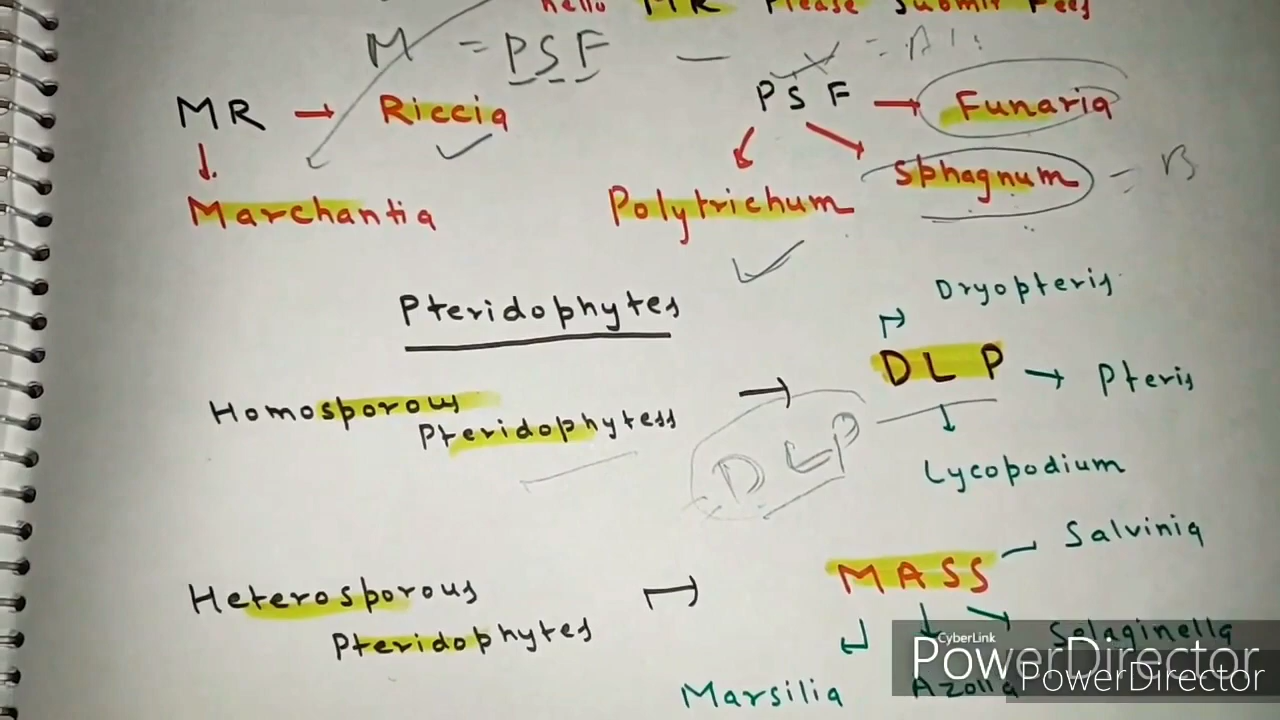 Hello MR Please Submit Fees
M = PSF
MR → Riccia
PSF → Funaria
Sphagnum = B
Marchantia
Polytrichum
Pteridophytes
Dryopteris
Homosporous → DLP → Pteris
Pteridophytess
DLP
Lycopodium
Salvinia
Heterosporous → MASS
Pteridophytes
Selaginella
Marsilia Azolla
CyberLink
PowerDirector
PowerDirector